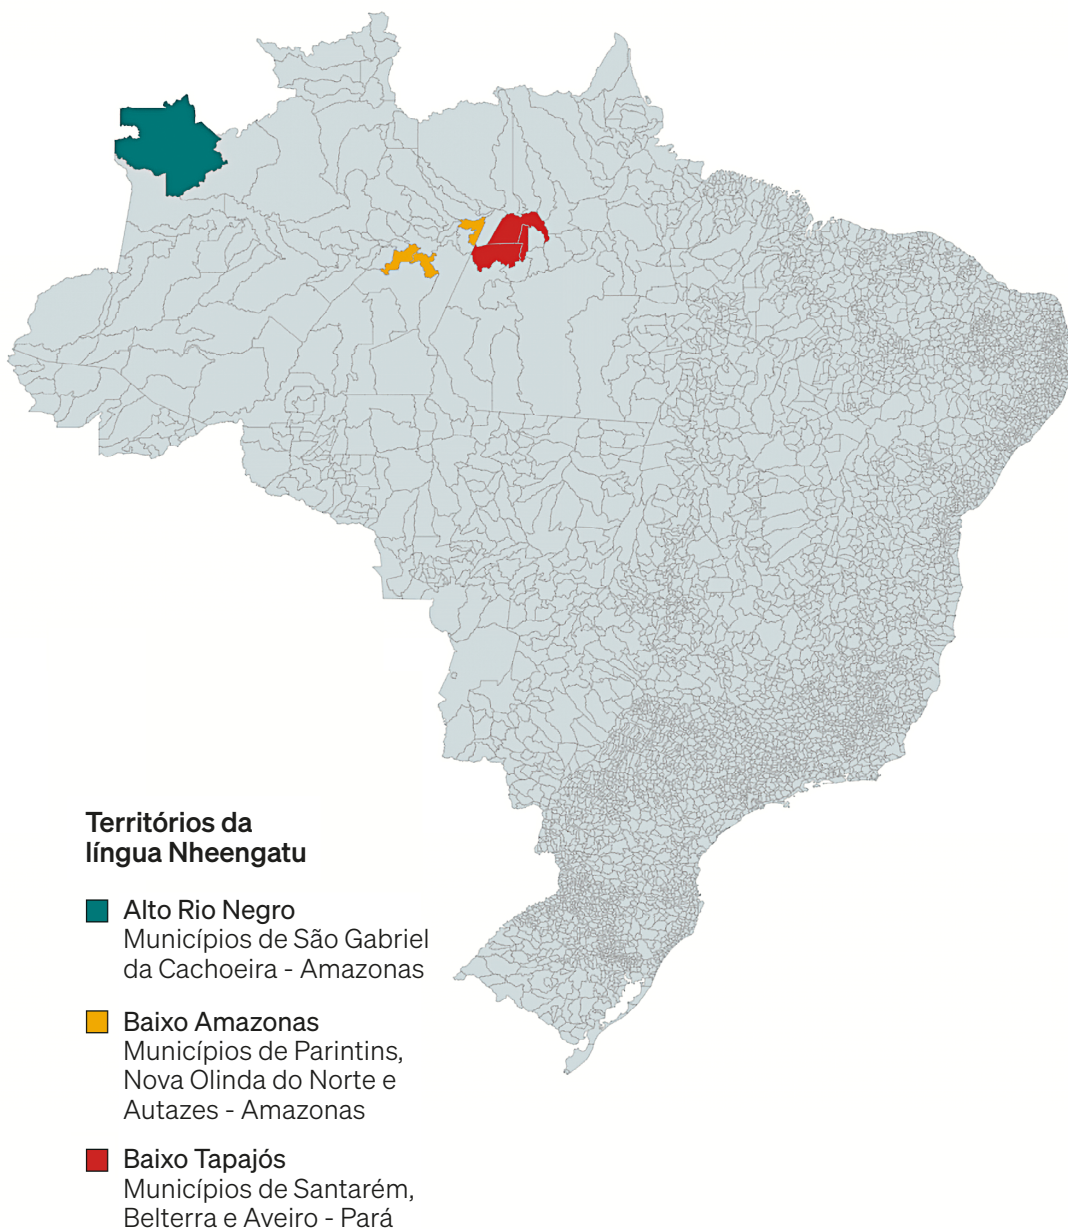 Territórios da
língua Nheengatu
Alto Rio Negro
Municípios de São Gabriel
da Cachoeira - Amazonas
Baixo Amazonas
Municípios de Parintins,
Nova Olinda do Norte e
Autazes - Amazonas
Baixo Tapajós
Municípios de Santarém,
Belterra e Aveiro - Pará